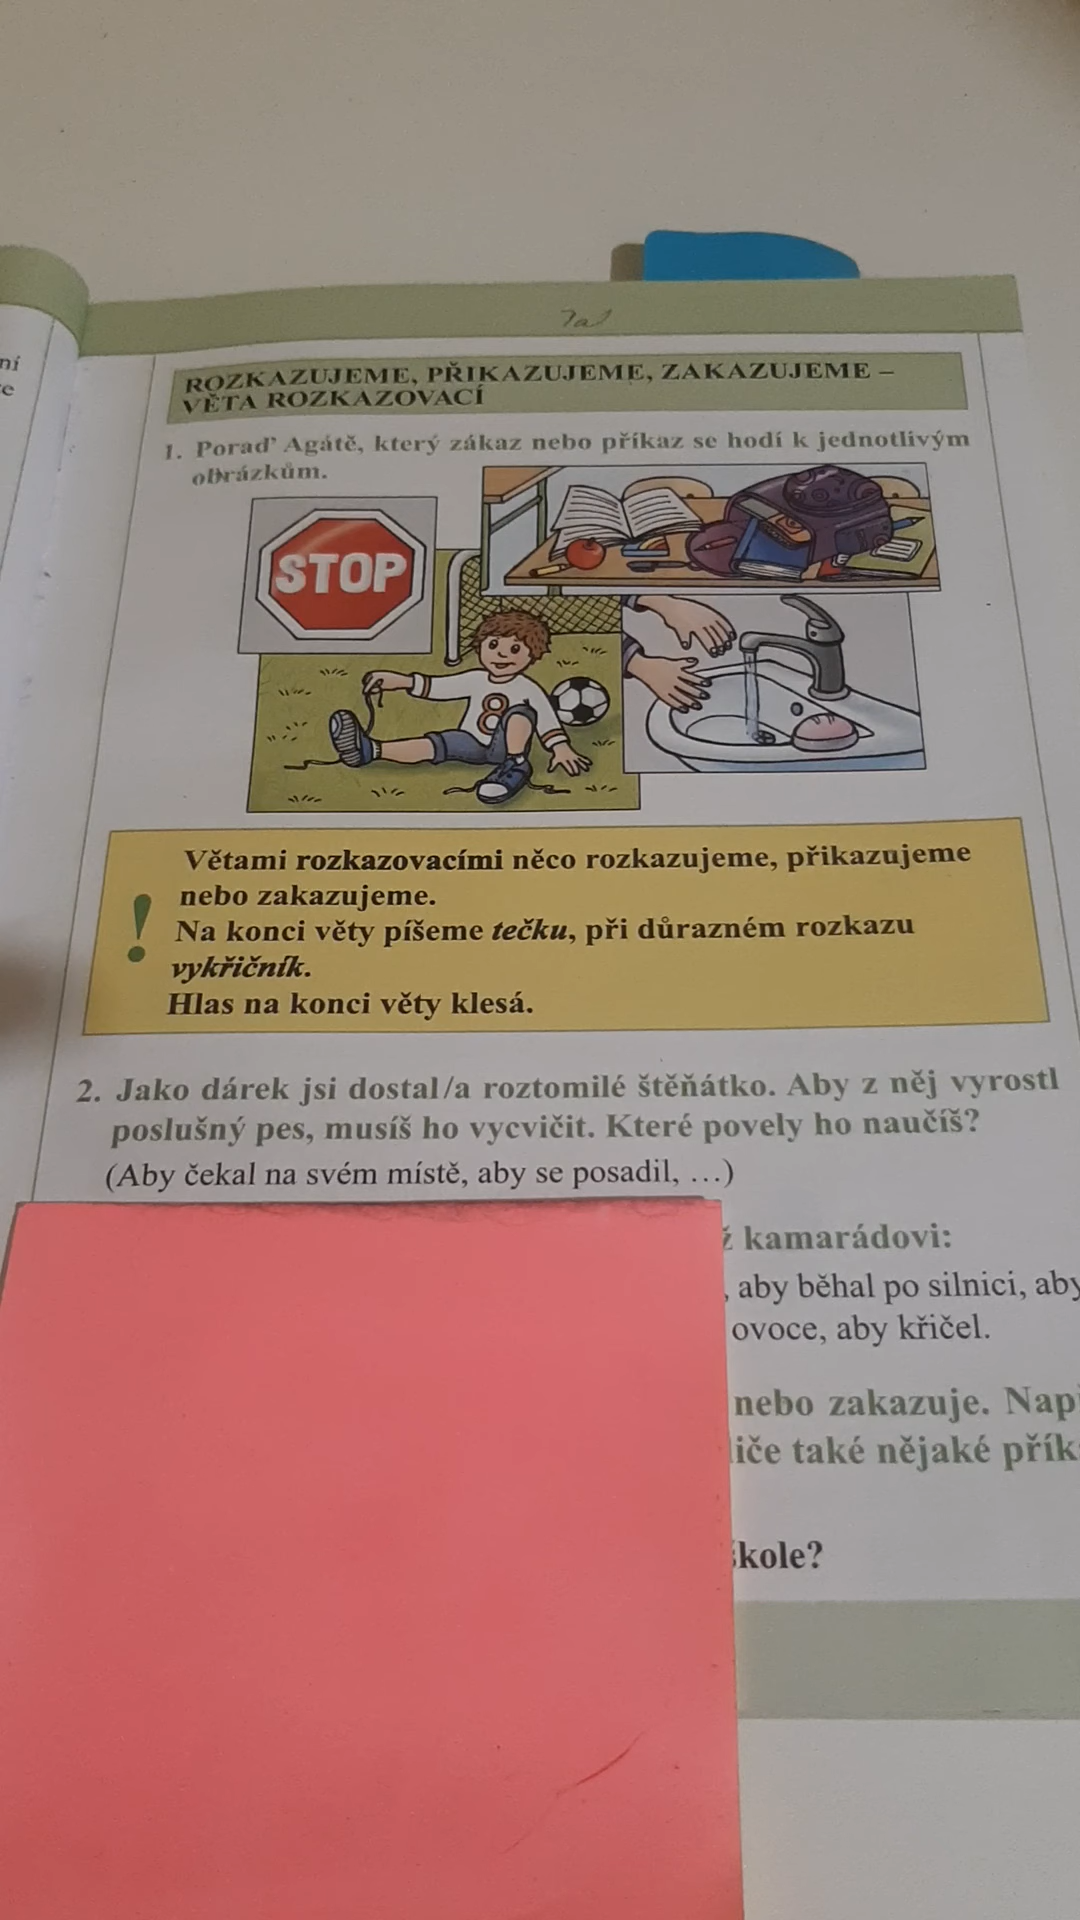 ní
ROZKAZUJEME, PŘIKAZUJEME, ZAKAZUJEME –
VĚTA ROZKAZOVACÍ
1. Poraď Agátě, který zákaz nebo příkaz se hodí k jednotlivým
obrázkům.
STOP
8
Větami rozkazovacími něco rozkazujeme, přikazujeme
nebo zakazujeme.
! Na konci věty píšeme tečku, při důrazném rozkazu
vykřičník.
Hlas na konci věty klesá.
2. Jako dárek jsi dostal/a roztomilé štěňátko. Aby z něj vyrostl
poslušný pes, musíš ho vycvičit. Které povely ho naučíš?
(Aby čekal na svém místě, aby se posadil, …)
ž kamarádovi:
, aby běhal po silnici, aby
ovoce, aby křičel.
nebo zakazuje. Nap
liče také nějaké přík
škole?